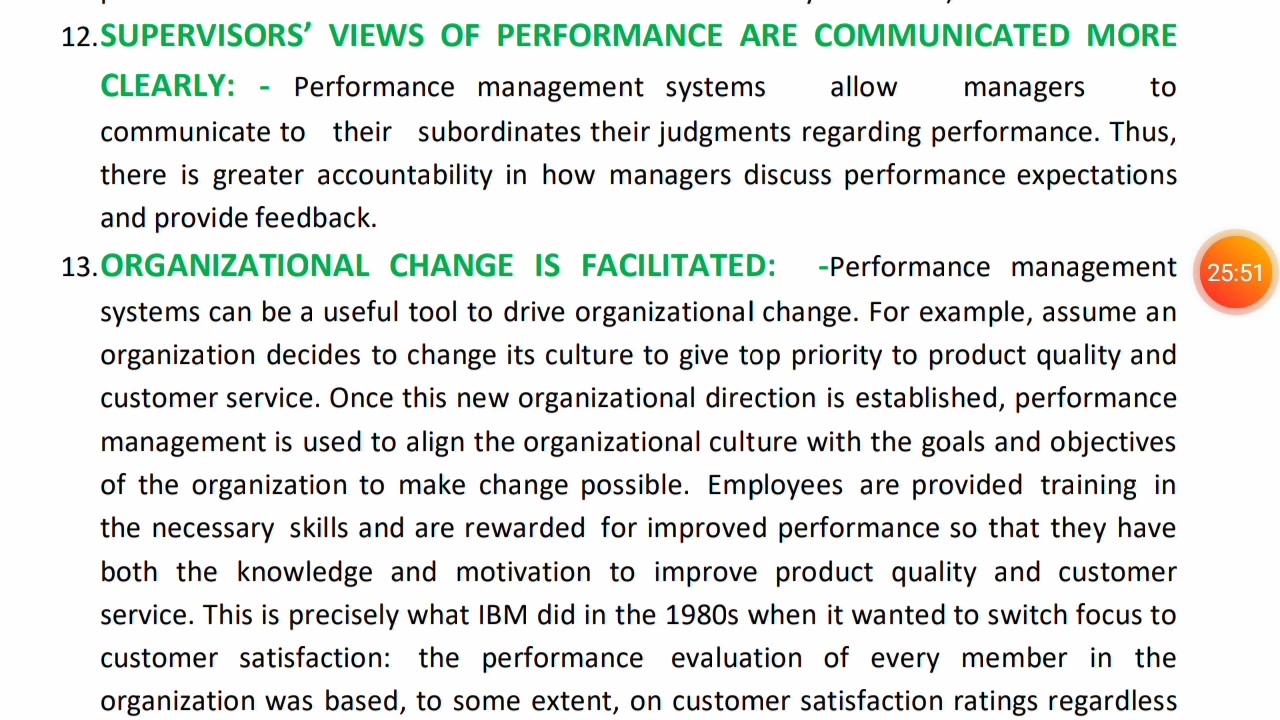 12.SUPERVISORS’ VIEWS OF PERFORMANCE ARE COMMUNICATED MORE
CLEARLY: - Performance management systems allow managers to
communicate to their subordinates their judgments regarding performance. Thus,
there is greater accountability in how managers discuss performance expectations
and provide feedback.
13.ORGANIZATIONAL CHANGE IS FACILITATED: -Performance management
25:51
systems can be a useful tool to drive organizational change. For example, assume an
organization decides to change its culture to give top priority to product quality and
customer service. Once this new organizational direction is established, performance
management is used to align the organizational culture with the goals and objectives
of the organization to make change possible. Employees are provided training in
the necessary skills and are rewarded for improved performance so that they have
both the knowledge and motivation to improve product quality and customer
service. This is precisely what IBM did in the 1980s when it wanted to switch focus to
customer satisfaction: the performance evaluation of every member in the
organization was based, to some extent, on customer satisfaction ratings regardless